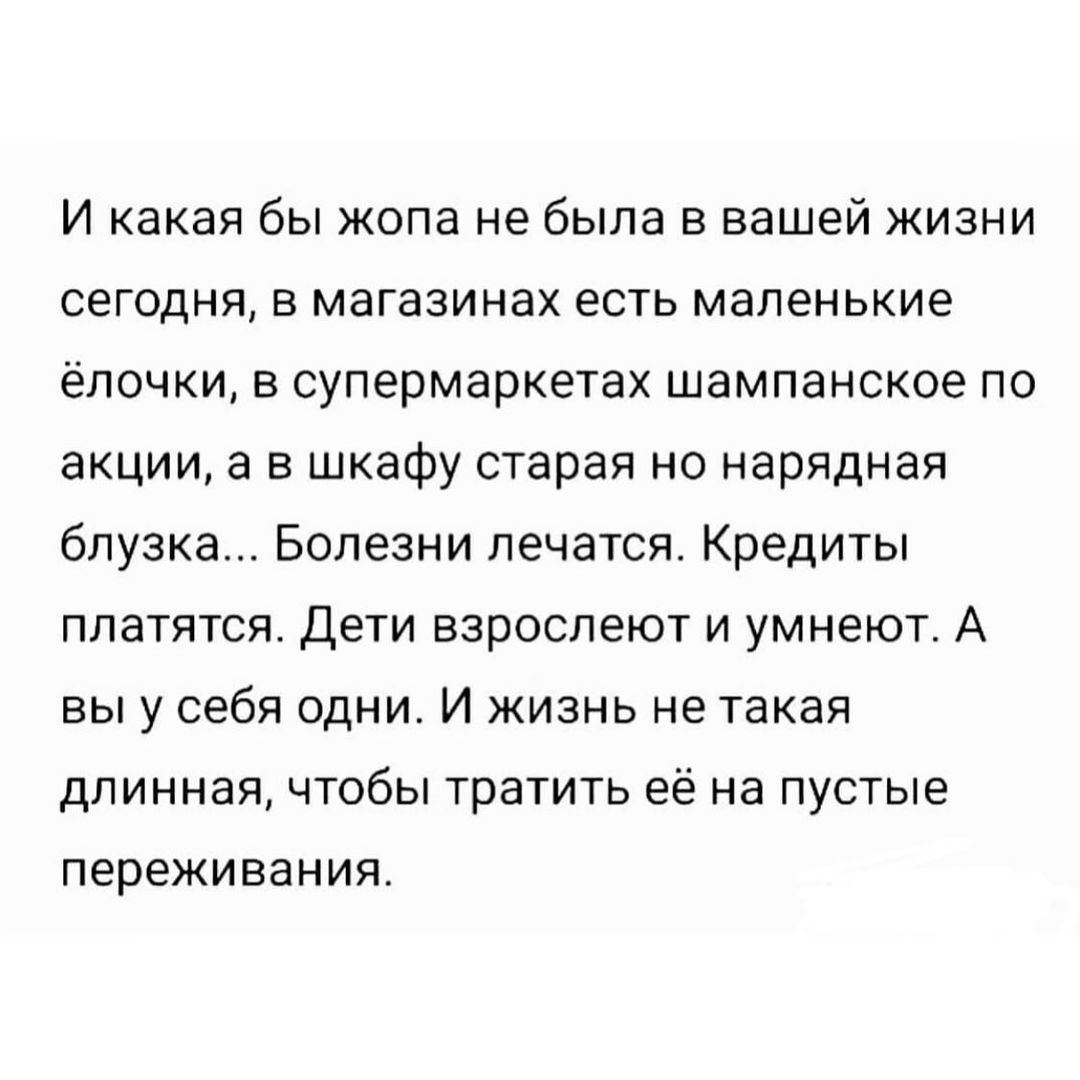 И какая бы жопа не была в вашей жизни
сегодня, в магазинах есть маленькие
ёлочки, в супермаркетах шампанское по
акции, а в шкафу старая но нарядная
блузка... Болезни лечатся. Кредиты
платятся. Дети взрослеют и умнеют. А
вы у себя одни. И жизнь не такая
длинная, чтобы тратить её на пустые
переживания.